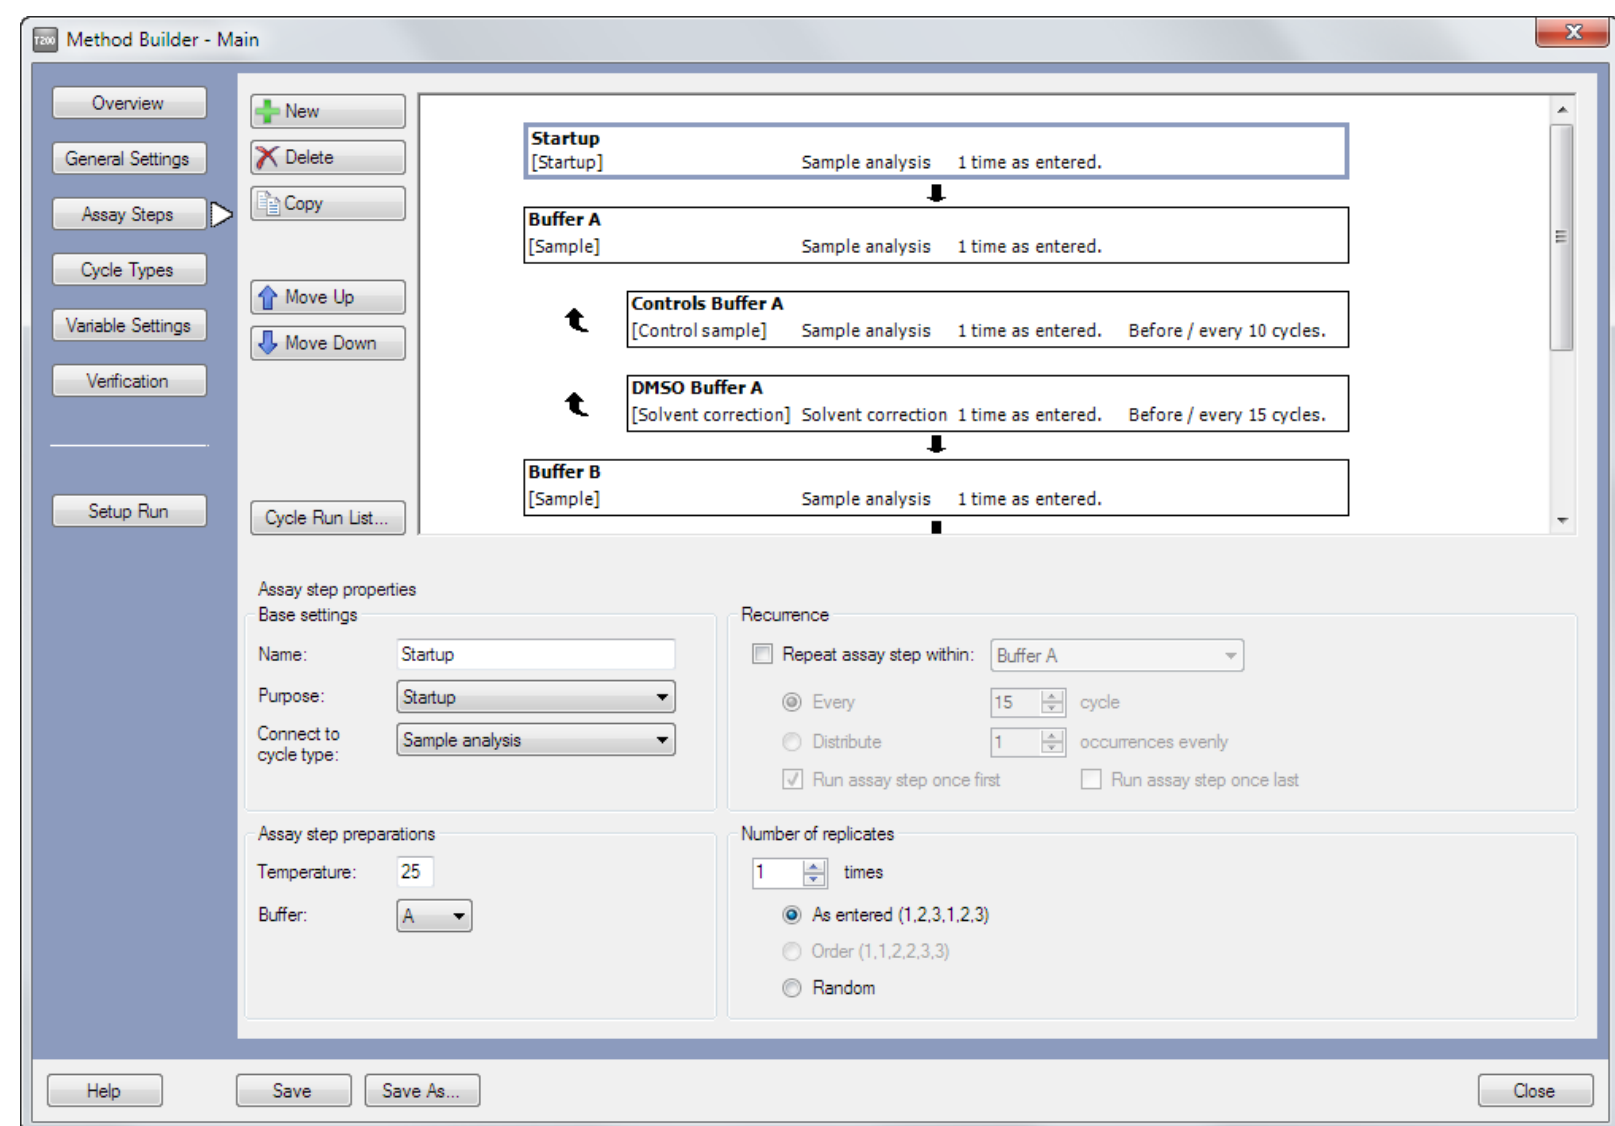 T200 Method Builder - Main
Overview
General Settings
Assay Steps
Cycle Types
Variable Settings
Verification
Setup Run
New
Delete
Copy
Move Up
Move Down
Cycle Run List...
Startup
[Startup] Sample analysis 1 time as entered.
Buffer A
[Sample] Sample analysis 1 time as entered.
Controls Buffer A
[Control sample] Sample analysis 1 time as entered. Before / every 10 cycles.
DMSO Buffer A
[Solvent correction] Solvent correction 1 time as entered. Before / every 15 cycles.
Buffer B
[Sample] Sample analysis 1 time as entered.
Assay step properties
Base settings
Name: Startup
Purpose: Startup
Connect to
cycle type: Sample analysis
Recurrence
Repeat assay step within: Buffer A
Every 15 cycle
Distribute 1 occurrences evenly
Run assay step once first Run assay step once last
Assay step preparations
Temperature: 25
Buffer: A
Number of replicates
1 times
As entered (1,2,3,1,2,3)
Order (1,1,2,2,3,3)
Random
Help Save Save As... Close